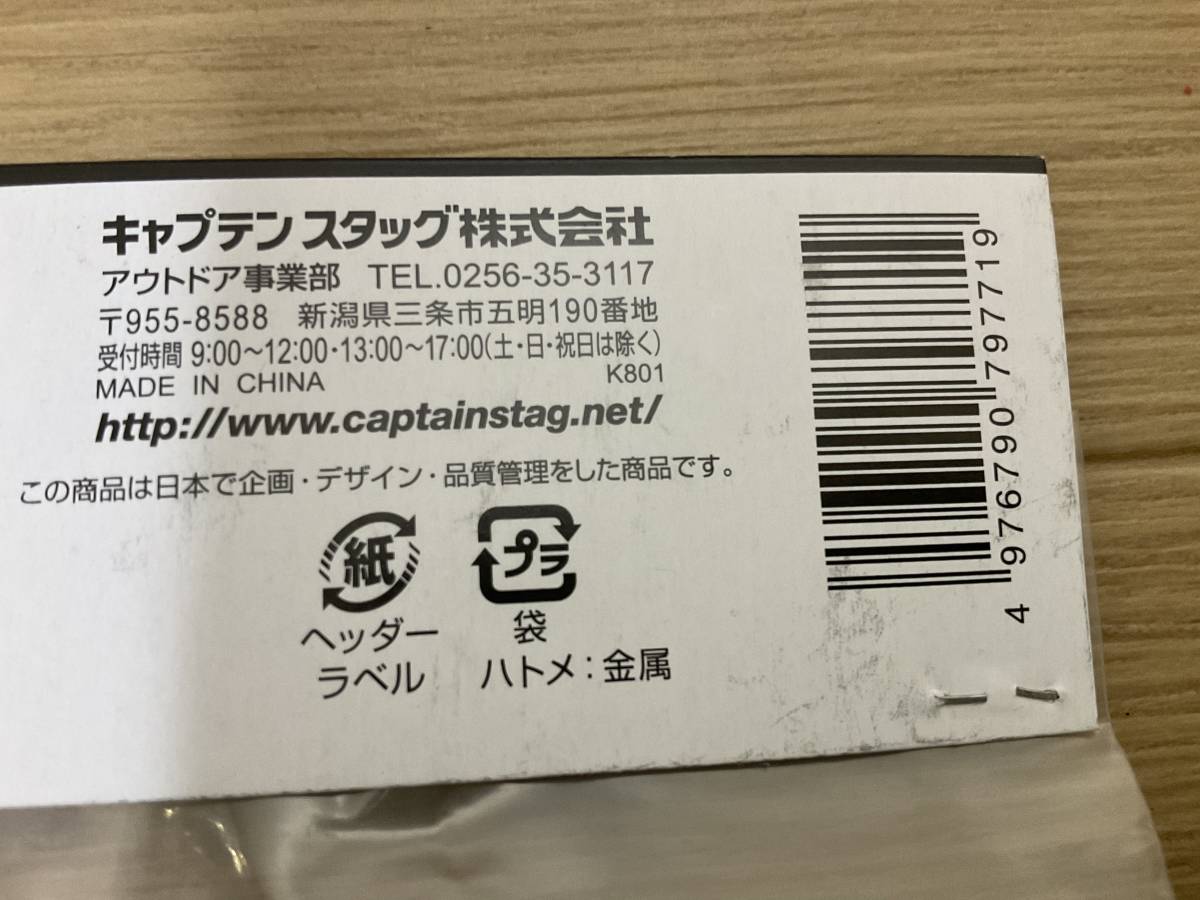 キャプテンスタッグ株式会社
アウトドア事業部 TEL.0256-35-3117
〒955-8588 新潟県三条市五明190番地
受付時間 9:00～12:00・13:00～17:00(土・日・祝日は除く)
MADE IN CHINA K801
http://www.captainstag.net/
この商品は日本で企画・デザイン・品質管理をした商品です。
紙
ヘッダー
ラベル
プラ
袋
ハトメ：金属
4 976790 797719